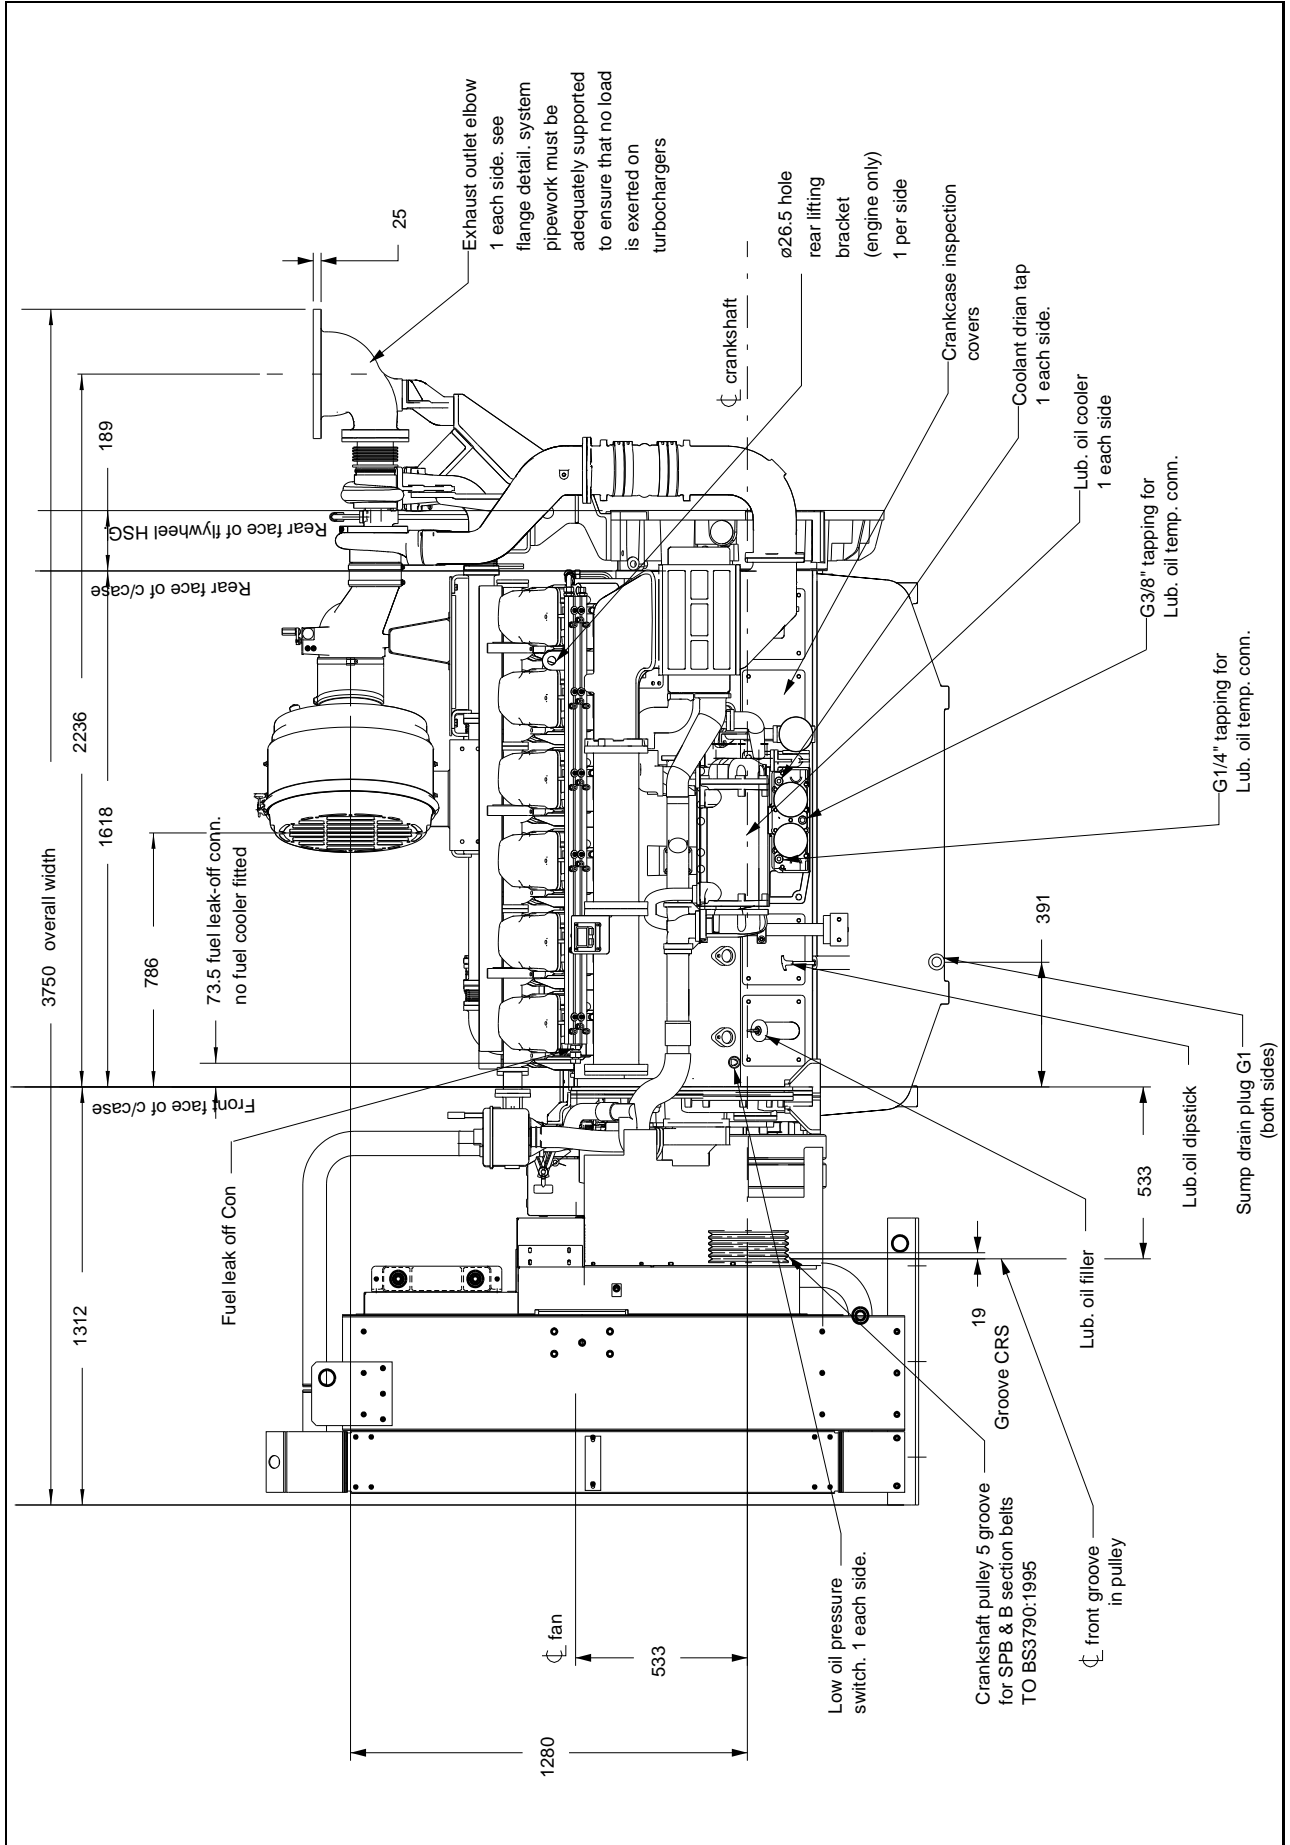 3750 overall width
1312
2236
1618
189
786
73.5 fuel leak-off conn.
no fuel cooler fitted
Front face of c/case
Rear face of c/case
Rear face of flywheel HSG
25
Exhaust outlet elbow
1 each side. see
flange detail. system
pipework must be
adequately supported
to ensure that no load
is exerted on
turbochargers
ø26.5 hole
rear lifting
bracket
(engine only)
1 per side
crankshaft
Crankcase inspection
covers
Coolant drian tap
1 each side.
Lub. oil cooler
1 each side
G3/8" tapping for
Lub. oil temp. conn.
G1/4" tapping for
Lub. oil temp. conn.
391
Sump drain plug G1
(both sides)
Lub.oil dipstick
533
Lub. oil filler
19
Groove CRS
front groove
in pulley
Crankshaft pulley 5 groove
for SPB & B section belts
TO BS3790:1995
Low oil pressure
switch. 1 each side.
Fuel leak off Con
fan
533
1280